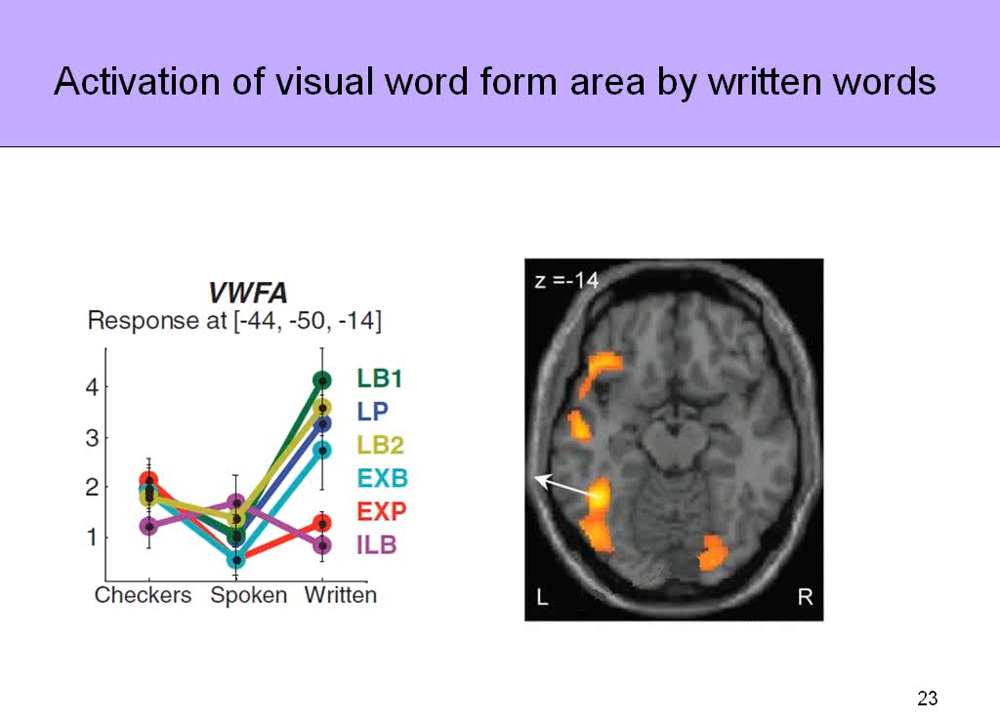 Activation of visual word form area by written words
VWFA
Response at [-44, -50, -14]
4
3
2
1
Checkers Spoken Written
LB1
LP
LB2
EXB
EXP
ILB
z =-14
L R
23